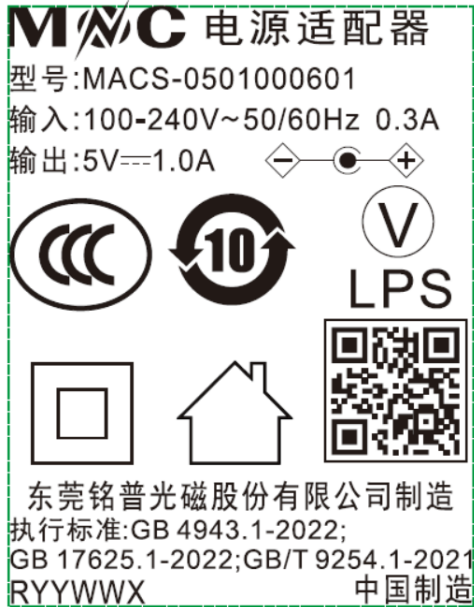 MNC 电源适配器
型号:MACS-0501000601
输入:100-240V~50/60Hz 0.3A
输出:5V⎓1.0A
CCC
10
V
LPS
东莞铭普光磁股份有限公司制造
执行标准:GB 4943.1-2022;
GB 17625.1-2022;GB/T 9254.1-2021
RYYWWX 中国制造